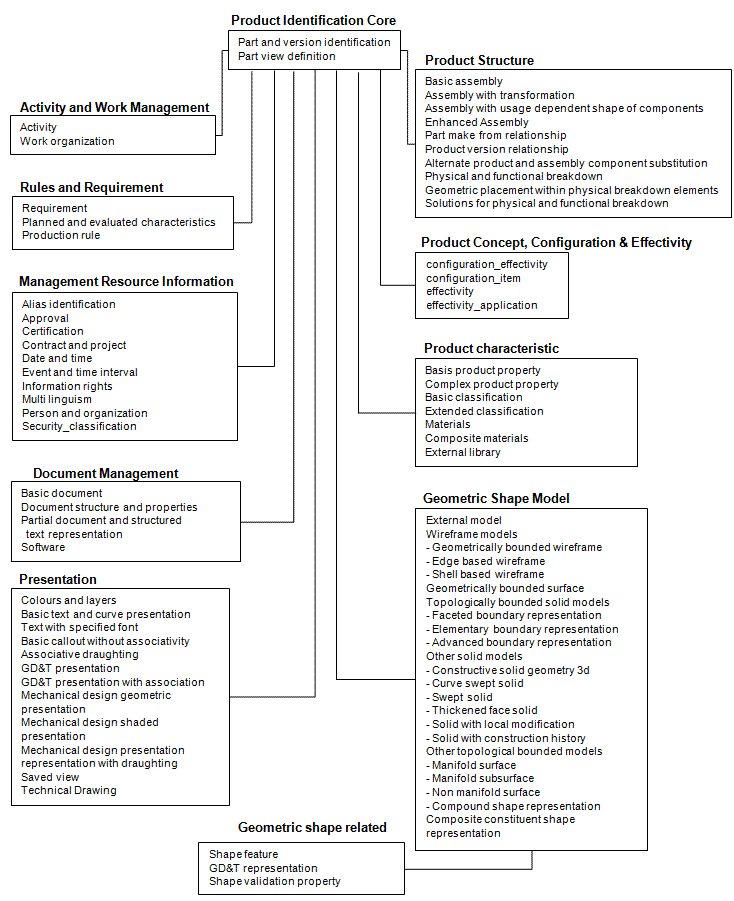 Product Identification Core
Part and version identification
Part view definition
Activity and Work Management
Activity
Work organization
Rules and Requirement
Requirement
Planned and evaluated characteristics
Production rule
Management Resource Information
Alias identification
Approval
Certification
Contract and project
Date and time
Event and time interval
Information rights
Multi linguism
Person and organization
Security_classification
Document Management
Basic document
Document structure and properties
Partial document and structured
text representation
Software
Presentation
Colours and layers
Basic text and curve presentation
Text with specified font
Basic callout without associativity
Associative draughting
GD&T presentation
GD&T presentation with association
Mechanical design geometric
presentation
Mechanical design shaded
presentation
Mechanical design presentation
representation with draughting
Saved view
Technical Drawing
Product Structure
Basic assembly
Assembly with transformation
Assembly with usage dependent shape of components
Enhanced Assembly
Part make from relationship
Product version relationship
Alternate product and assembly component substitution
Physical and functional breakdown
Geometric placement within physical breakdown elements
Solutions for physical and functional breakdown
Product Concept, Configuration & Effectivity
configuration_effectivity
configuration_item
effectivity
effectivity_application
Product characteristic
Basis product property
Complex product property
Basic classification
Extended classification
Materials
Composite materials
External library
Geometric Shape Model
External model
Wireframe models
- Geometrically bounded wireframe
- Edge based wireframe
- Shell based wireframe
Geometrically bounded surface
Topologically bounded solid models
- Faceted boundary representation
- Elementary boundary representation
- Advanced boundary representation
Other solid models
- Constructive solid geometry 3d
- Curve swept solid
- Swept solid
- Thickened face solid
- Solid with local modification
- Solid with construction history
Other topological bounded models
- Manifold surface
- Manifold subsurface
- Non manifold surface
- Compound shape representation
Composite constituent shape
representation
Geometric shape related
Shape feature
GD&T representation
Shape validation property